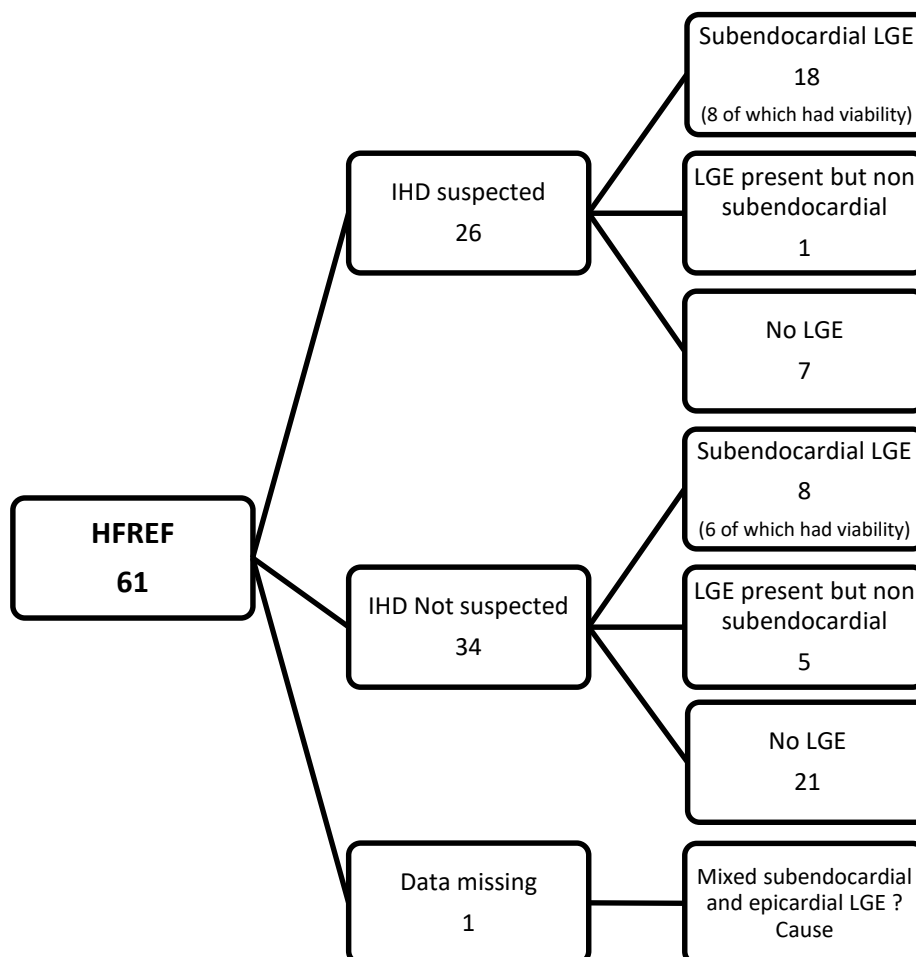 HFREF
61
IHD suspected
26
Subendocardial LGE
18
(8 of which had viability)
LGE present but non
subendocardial
1
No LGE
7
IHD Not suspected
34
Subendocardial LGE
8
(6 of which had viability)
LGE present but non
subendocardial
5
No LGE
21
Data missing
1
Mixed subendocardial
and epicardial LGE ?
Cause